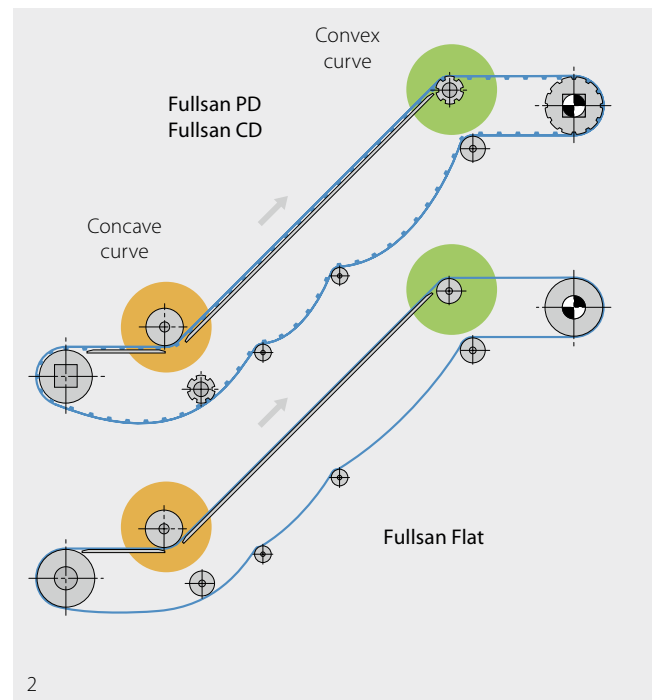 Convex
curve
Fullsan PD
Fullsan CD
Concave
curve
Fullsan Flat
2